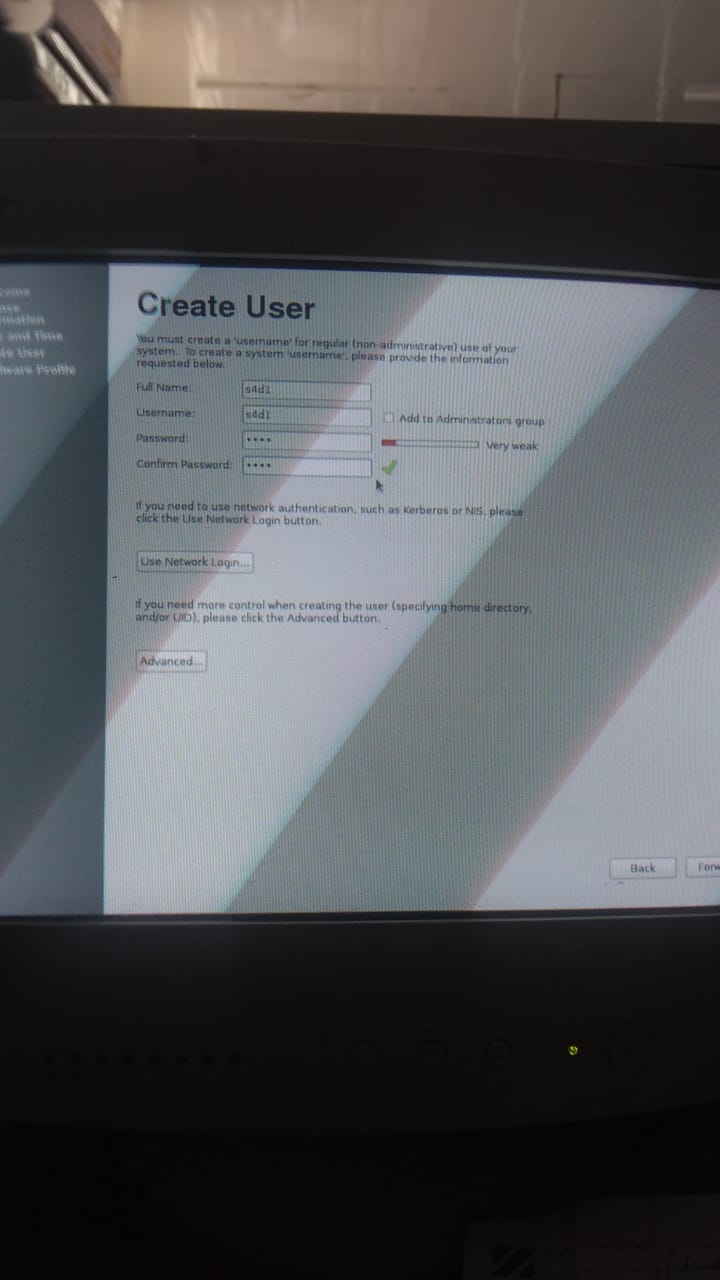 and Time
Create User
You must create a 'username' for regular (non-administrative) use of your
system. To create a system 'username', please provide the information
requested below.
Full Name: s4d1
Username: s4d1 Add to Administrators group
Password: •••• Very weak
Confirm Password: ••••
If you need to use network authentication, such as Kerberos or NIS, please
click the Use Network Login button.
Use Network Login...
If you need more control when creating the user (specifying home directory,
and/or UID), please click the Advanced button.
Advanced...
Back Forw